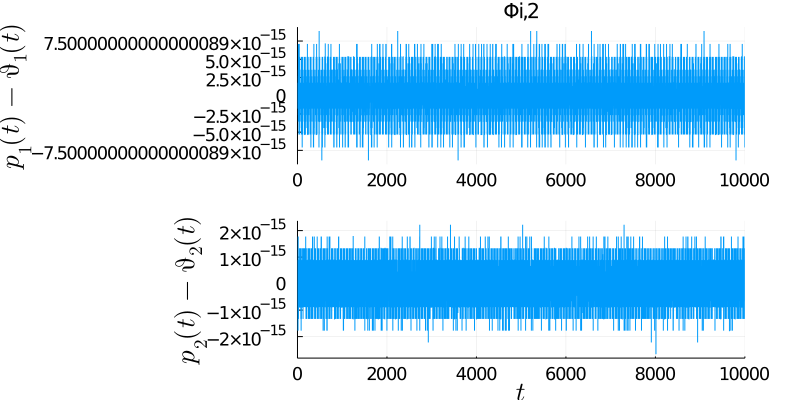 Φi,2
p₁(t) − ϑ₁(t)
7.500000000000000089×10⁻¹⁵
5.0×10⁻¹⁵
2.5×10⁻¹⁵
0
−2.5×10⁻¹⁵
−5.0×10⁻¹⁵
−7.500000000000000089×10⁻¹⁵
0 2000 4000 6000 8000 10000
p₂(t) − ϑ₂(t)
2×10⁻¹⁵
1×10⁻¹⁵
0
−1×10⁻¹⁵
−2×10⁻¹⁵
0 2000 4000 6000 8000 10000
t